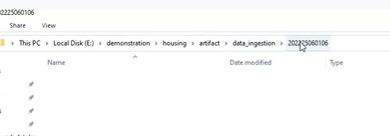 202225060106
Share View
This PC > Local Disk (E:) > demonstration > housing > artifact > data_ingestion > 202225060106
Name Date modified Type